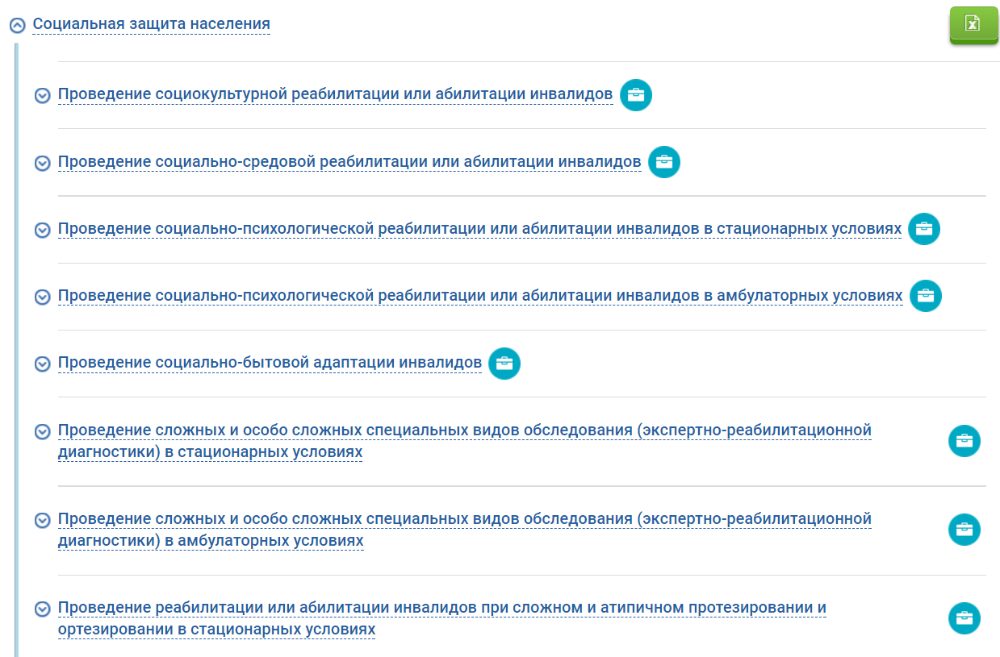 Социальная защита населения
Проведение социокультурной реабилитации или абилитации инвалидов
Проведение социально-средовой реабилитации или абилитации инвалидов
Проведение социально-психологической реабилитации или абилитации инвалидов в стационарных условиях
Проведение социально-психологической реабилитации или абилитации инвалидов в амбулаторных условиях
Проведение социально-бытовой адаптации инвалидов
Проведение сложных и особо сложных специальных видов обследования (экспертно-реабилитационной
диагностики) в стационарных условиях
Проведение сложных и особо сложных специальных видов обследования (экспертно-реабилитационной
диагностики) в амбулаторных условиях
Проведение реабилитации или абилитации инвалидов при сложном и атипичном протезировании и
ортезировании в стационарных условиях